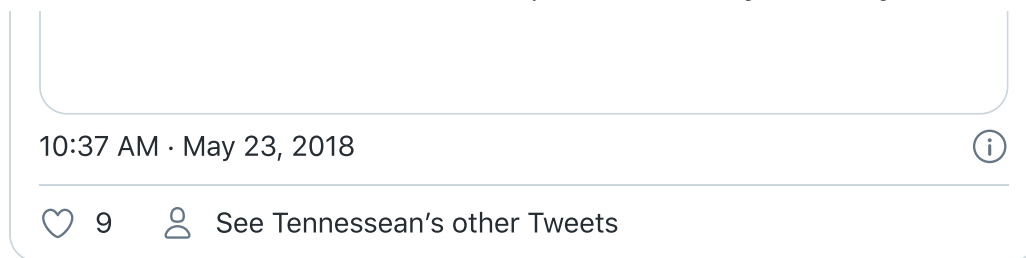 10:37 AM · May 23, 2018
9 See Tennessean’s other Tweets